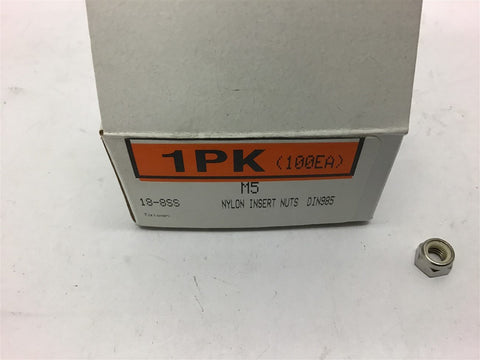 1PK (100EA)
M5
18-8SS NYLON INSERT NUTS DIN985